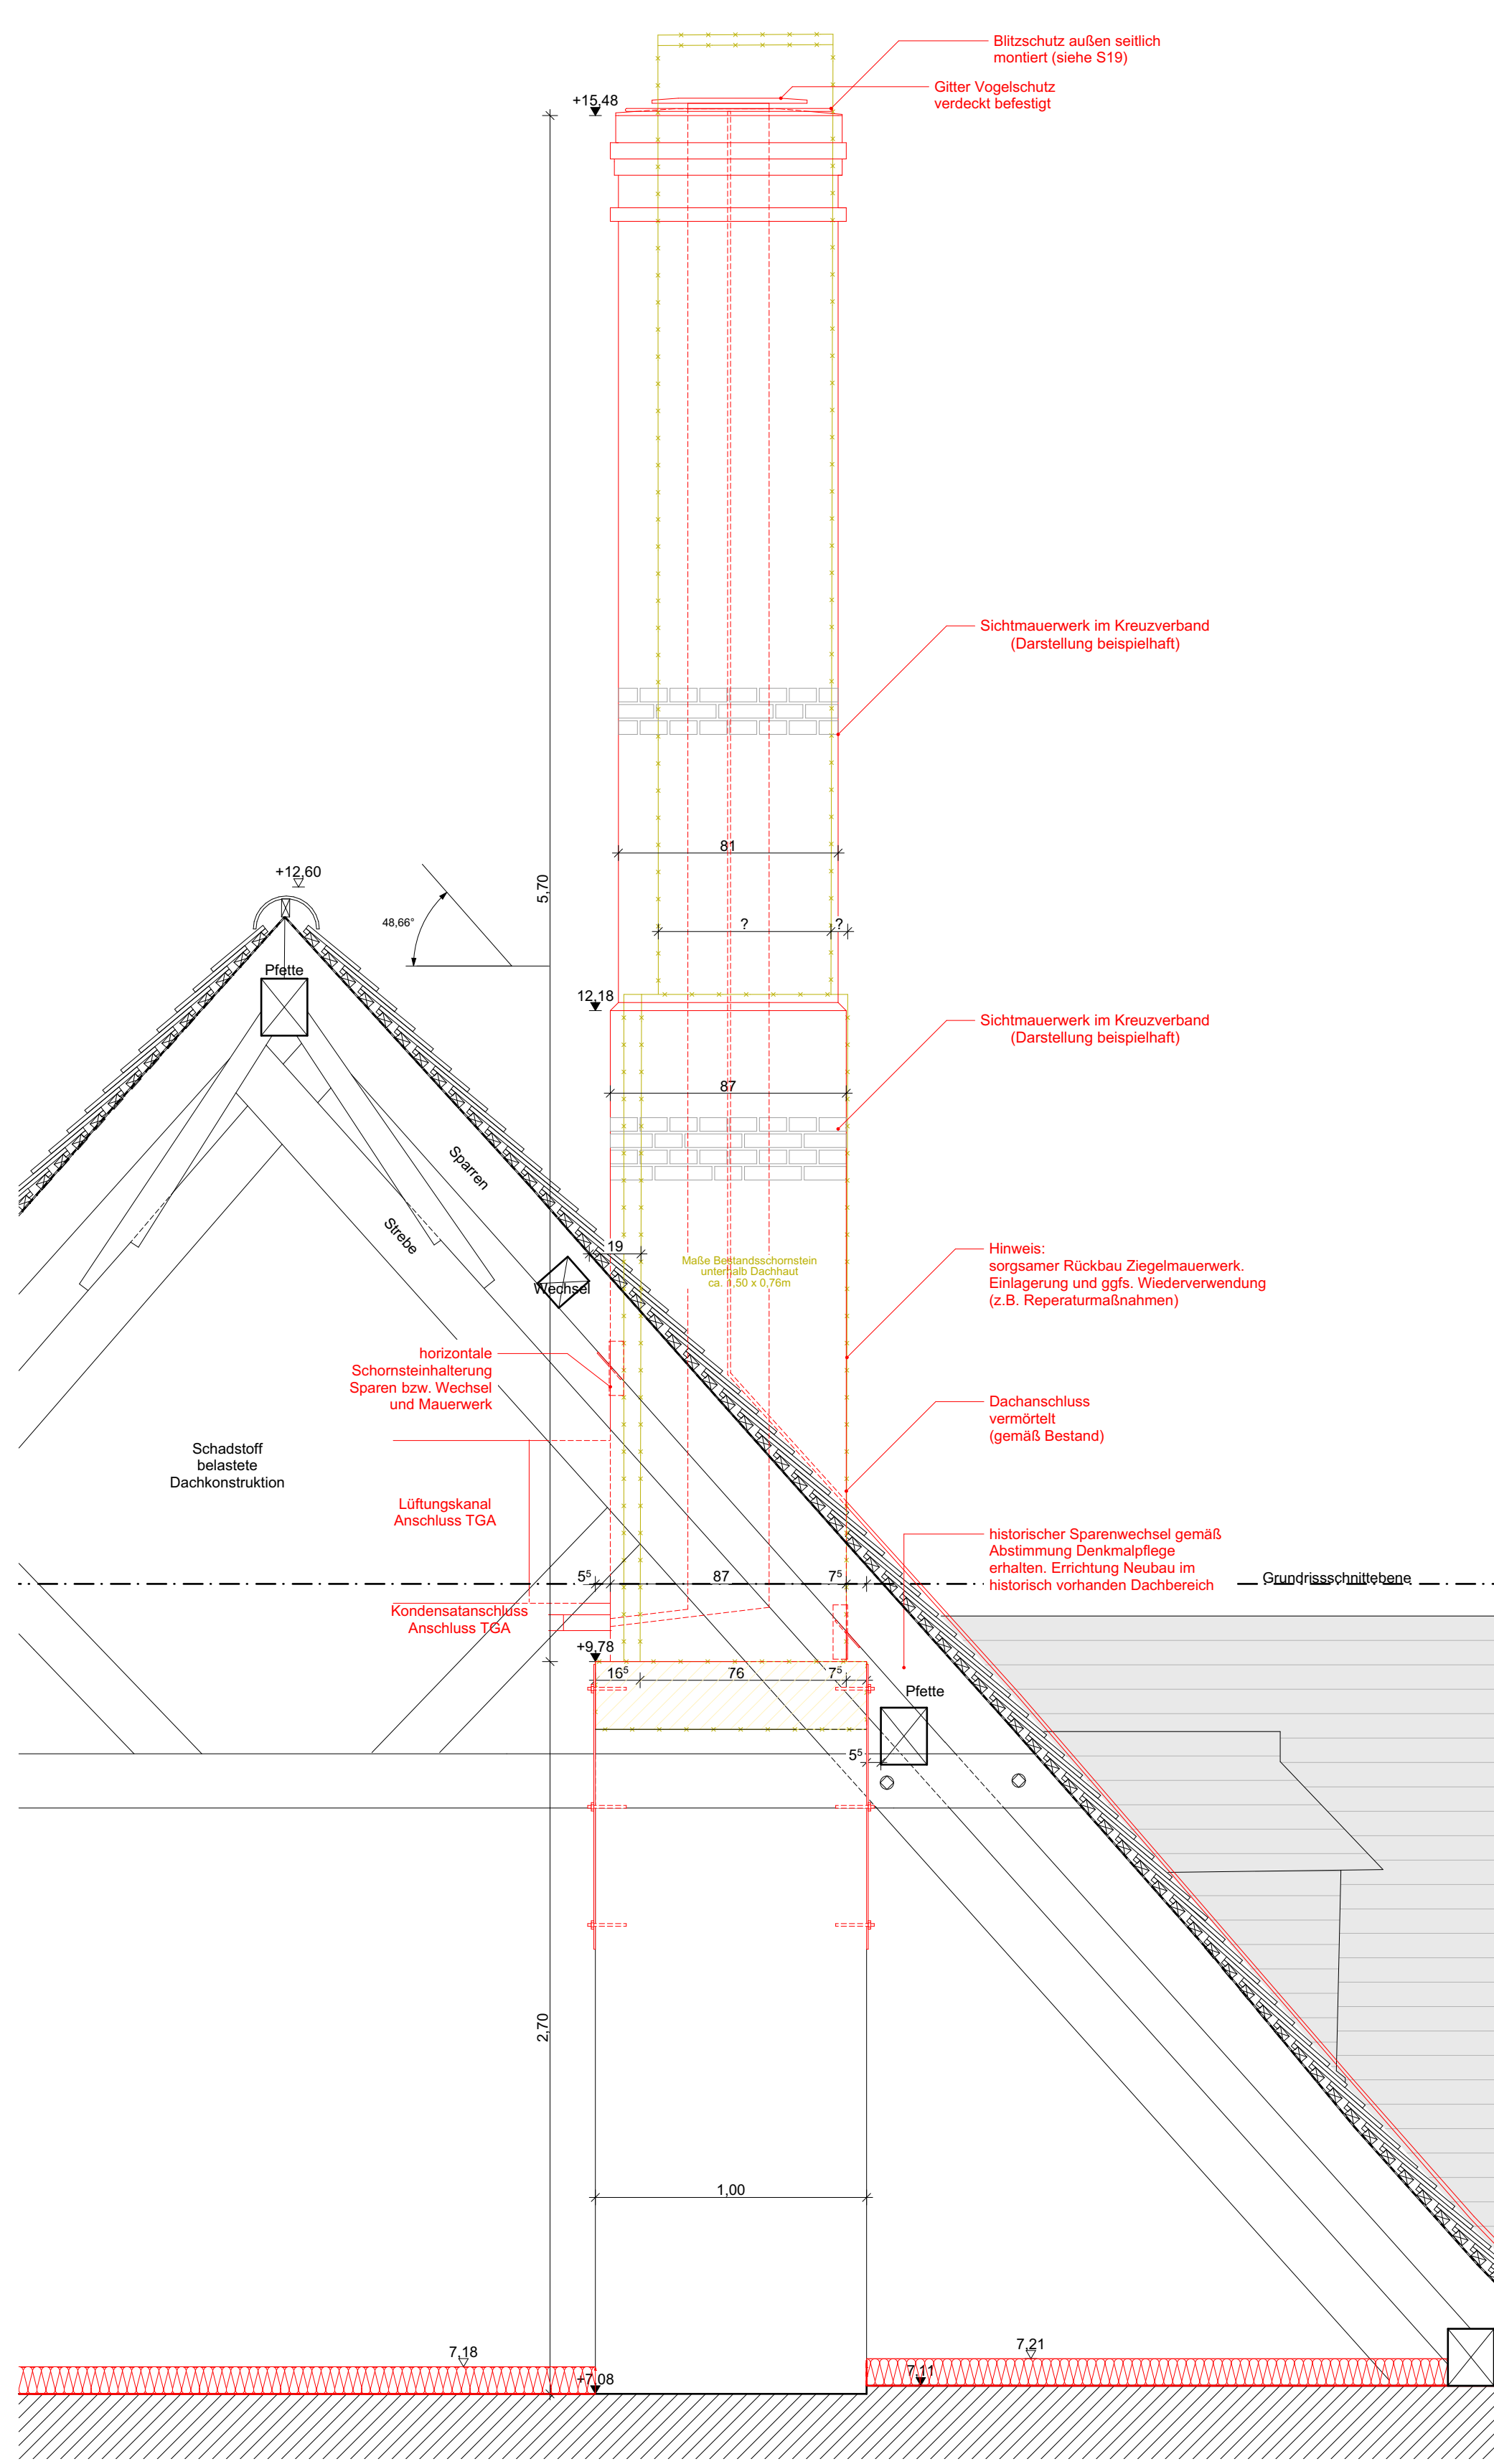 Blitzschutz außen seitlich
montiert (siehe S19)
Gitter Vogelschutz
verdeckt befestigt
+15,48
Sichtmauerwerk im Kreuzverband
(Darstellung beispielhaft)
81
+12,60
5,70
48,66°
?
?
Pfette
12,18
Sichtmauerwerk im Kreuzverband
(Darstellung beispielhaft)
87
Sparren
Strebe
19
Maße Bestandsschornstein
unterhalb Dachhaut
ca. 1,50 x 0,76m
Hinweis:
sorgsamer Rückbau Ziegelmauerwerk.
Einlagerung und ggfs. Wiederverwendung
(z.B. Reperaturmaßnahmen)
Wechsel
horizontale
Schornsteinhalterung
Sparen bzw. Wechsel
und Mauerwerk
Dachanschluss
vermörtelt
(gemäß Bestand)
Schadstoff
belastete
Dachkonstruktion
Lüftungskanal
Anschluss TGA
historischer Sparenwechsel gemäß
Abstimmung Denkmalpflege
erhalten. Errichtung Neubau im
historisch vorhanden Dachbereich
5⁵
87
7⁵
Grundrissschnittebene
Kondensatanschluss
Anschluss TGA
+9,78
16⁵
76
7⁵
Pfette
5⁵
2,70
1,00
7,18
7,21
+7,08
7,11